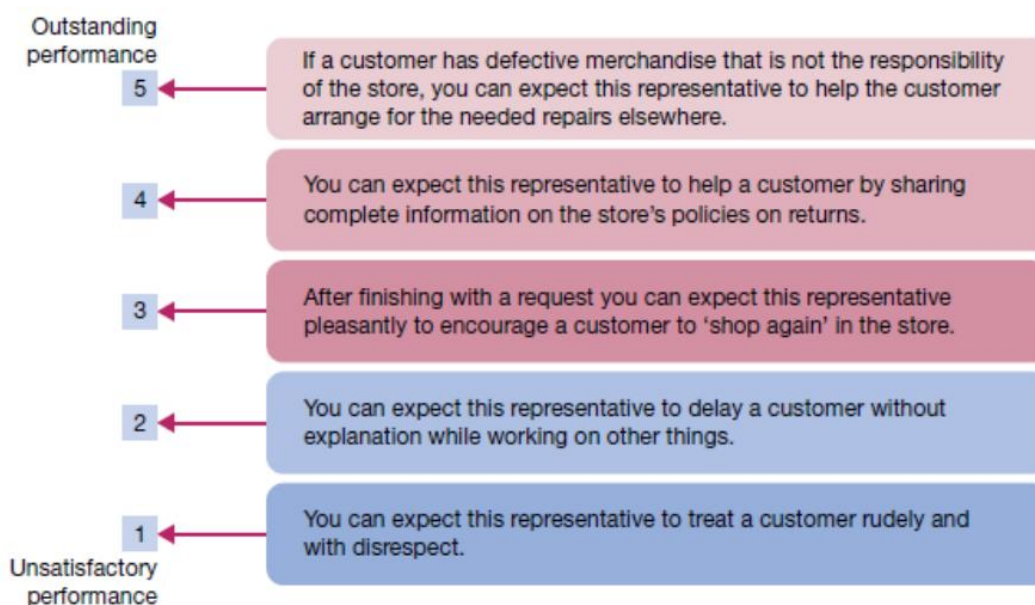 Outstanding
performance
5
If a customer has defective merchandise that is not the responsibility
of the store, you can expect this representative to help the customer
arrange for the needed repairs elsewhere.
4
You can expect this representative to help a customer by sharing
complete information on the store's policies on returns.
3
After finishing with a request you can expect this representative
pleasantly to encourage a customer to ‘shop again’ in the store.
2
You can expect this representative to delay a customer without
explanation while working on other things.
1
You can expect this representative to treat a customer rudely and
with disrespect.
Unsatisfactory
performance